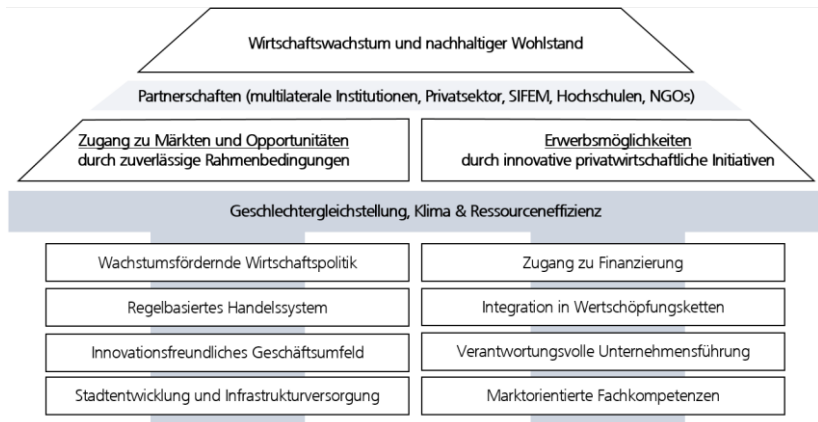 Wirtschaftswachstum und nachhaltiger Wohlstand
Partnerschaften (multilaterale Institutionen, Privatsektor, SIFEM, Hochschulen, NGOs)
Zugang zu Märkten und Opportunitäten
durch zuverlässige Rahmenbedingungen
Erwerbsmöglichkeiten
durch innovative privatwirtschaftliche Initiativen
Geschlechtergleichstellung, Klima & Ressourceneffizienz
Wachstumsfördernde Wirtschaftspolitik
Regelbasiertes Handelssystem
Innovationsfreundliches Geschäftsumfeld
Stadtentwicklung und Infrastrukturversorgung
Zugang zu Finanzierung
Integration in Wertschöpfungsketten
Verantwortungsvolle Unternehmensführung
Marktorientierte Fachkompetenzen